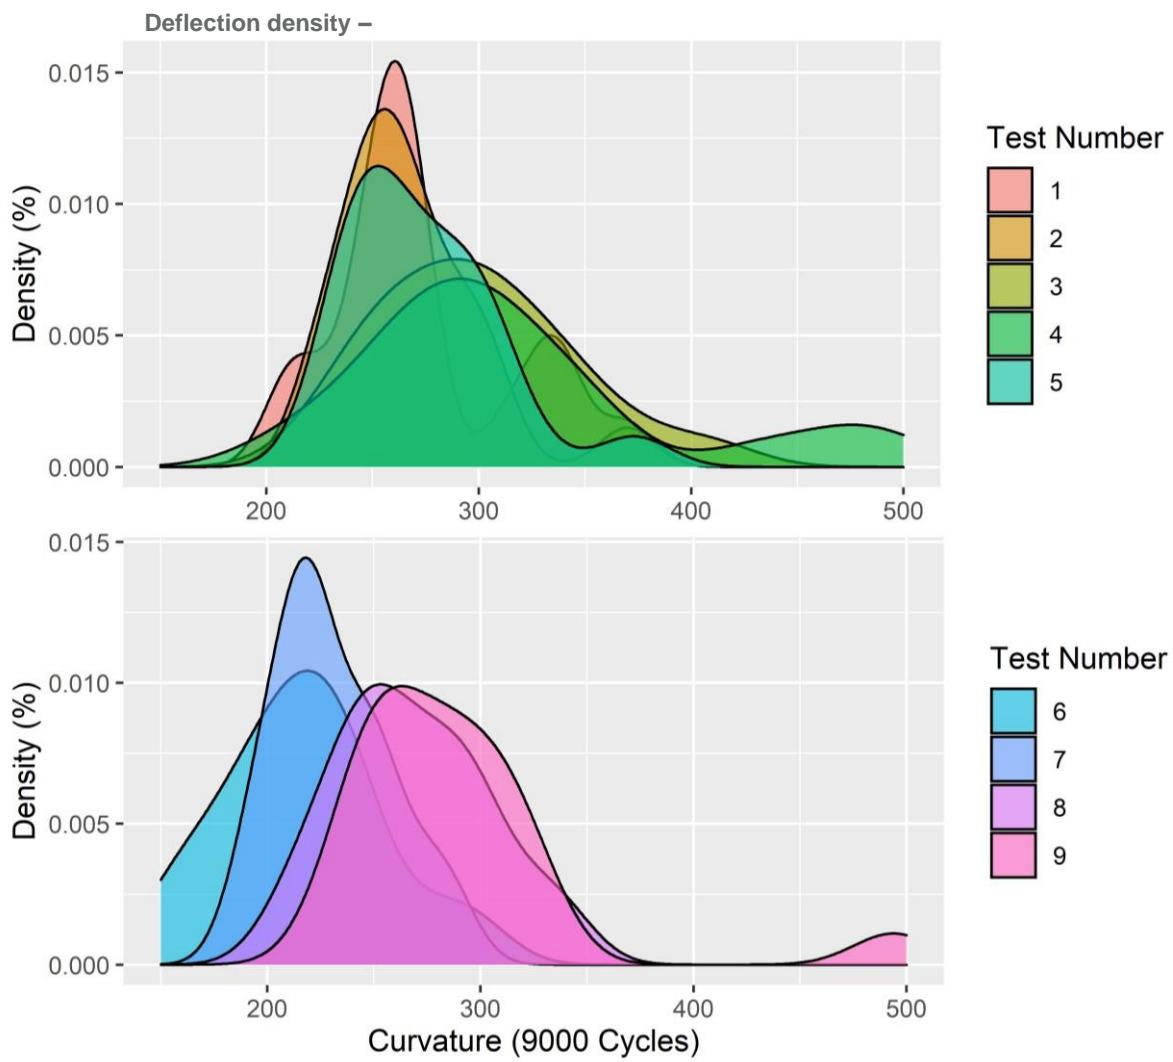 Deflection density –
0.015
0.010
0.005
0.000
Density (%)
200 300 400 500
Test Number
1
2
3
4
5
0.015
0.010
0.005
0.000
Density (%)
200 300 400 500
Curvature (9000 Cycles)
Test Number
6
7
8
9